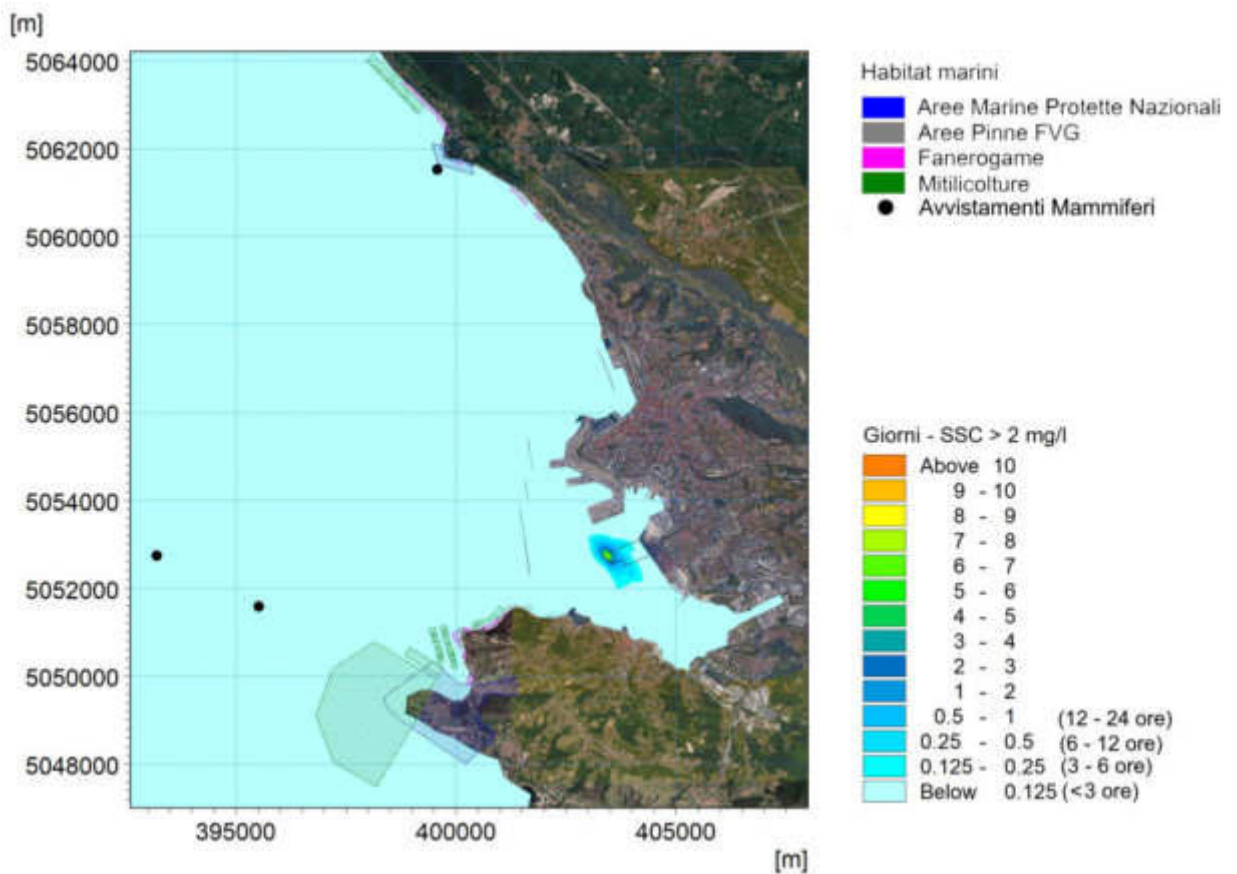 [m]
5064000
5062000
5060000
5058000
5056000
5054000
5052000
5050000
5048000
395000
400000
405000
[m]
Habitat marini
Aree Marine Protette Nazionali
Aree Pinne FVG
Fanerogame
Mitilicolture
Avvistamenti Mammiferi
Giorni - SSC > 2 mg/l
Above 10
9 - 10
8 - 9
7 - 8
6 - 7
5 - 6
4 - 5
3 - 4
2 - 3
1 - 2
0.5 - 1 (12 - 24 ore)
0.25 - 0.5 (6 - 12 ore)
0.125 - 0.25 (3 - 6 ore)
Below 0.125 (<3 ore)